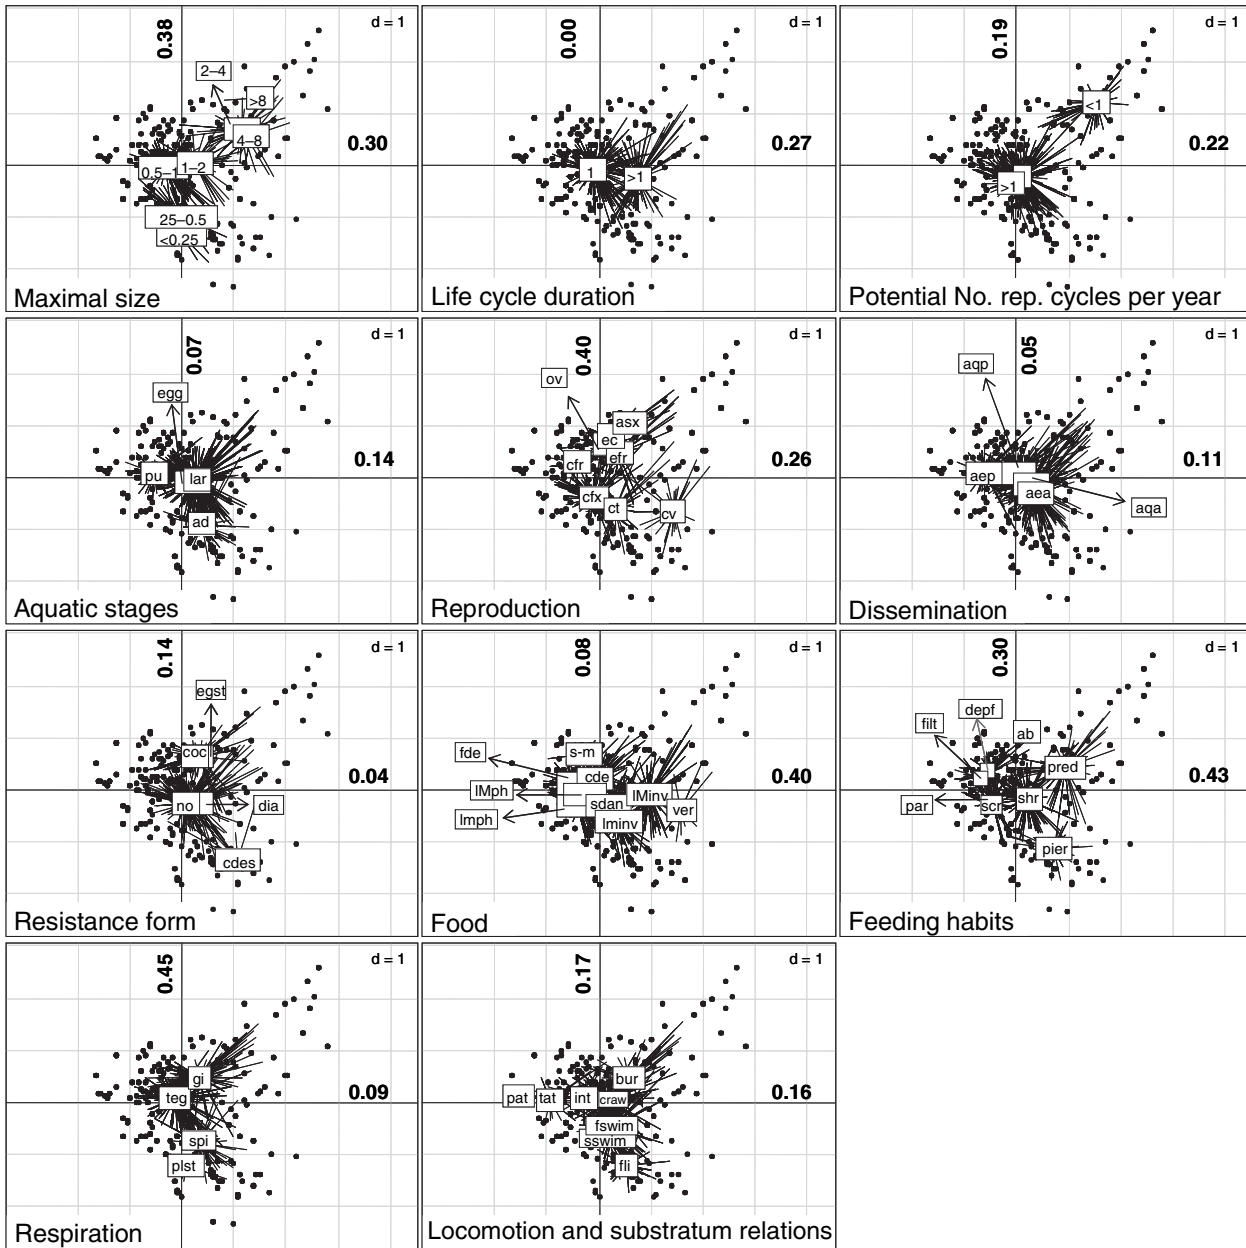 0.38
d = 1
2–4
>8
4–8
0.30
0.5–1
1–2
25–0.5
<0.25
Maximal size
0.00
d = 1
0.27
1
>1
Life cycle duration
0.19
d = 1
<1
0.22
>1
Potential No. rep. cycles per year
0.07
d = 1
egg
0.14
pu
lar
ad
Aquatic stages
0.40
d = 1
ov
asx
ec
efr
cfr
0.26
cfx
ct
cv
Reproduction
0.05
d = 1
aqp
0.11
aep
aea
aqa
Dissemination
0.14
d = 1
egst
coc
0.04
no
dia
cdes
Resistance form
0.08
d = 1
fde
s-m
cde
0.40
lMph
sdan
lMinv
ver
lmph
lminv
Food
0.30
d = 1
depf
filt
ab
pred
0.43
par
scr
shr
pier
Feeding habits
0.45
d = 1
gi
teg
0.09
spi
plst
Respiration
0.17
d = 1
bur
0.16
pat
tat
int
craw
fswim
sswim
fli
Locomotion and substratum relations